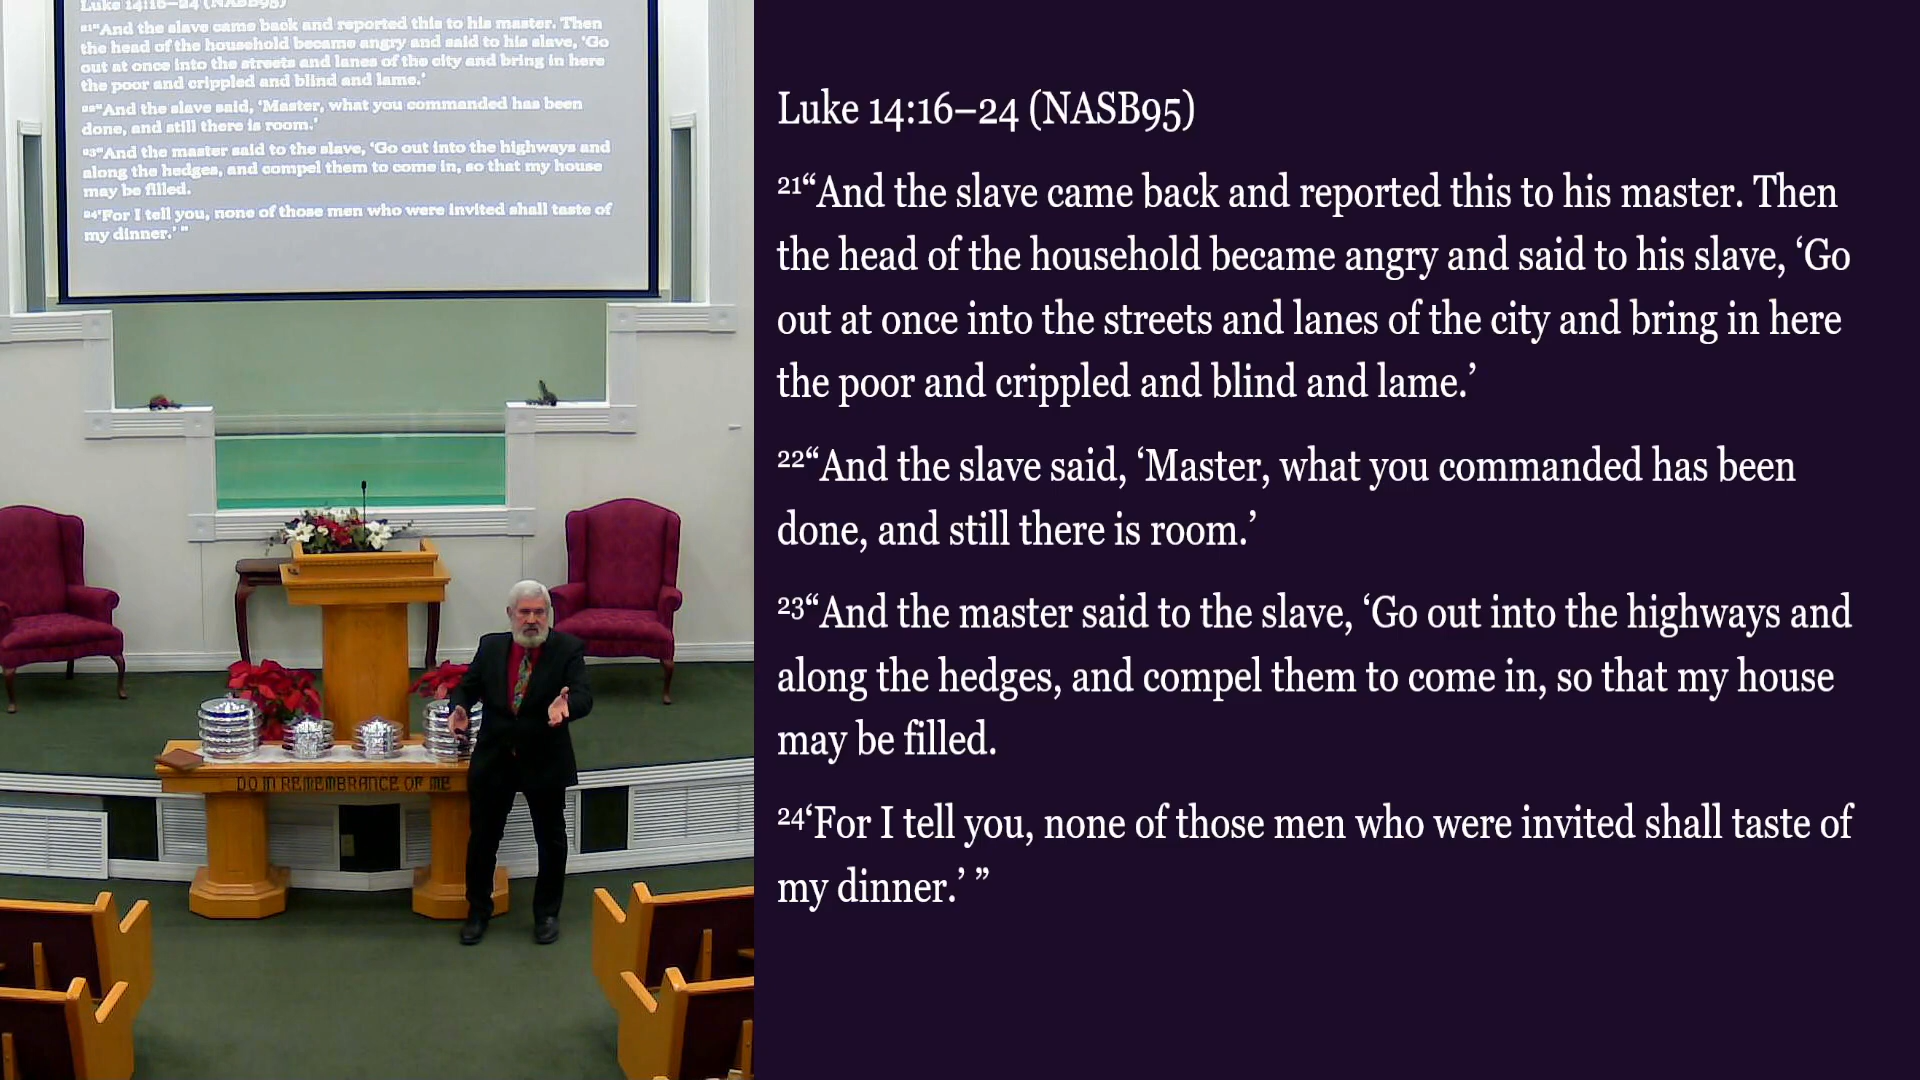 Luke 14:16–24 (NASB95)
21“And the slave came back and reported this to his master. Then
the head of the household became angry and said to his slave, ‘Go
out at once into the streets and lanes of the city and bring in here
the poor and crippled and blind and lame.’
22“And the slave said, ‘Master, what you commanded has been
done, and still there is room.’
23“And the master said to the slave, ‘Go out into the highways and
along the hedges, and compel them to come in, so that my house
may be filled.
24‘For I tell you, none of those men who were invited shall taste of
my dinner.’ ”
DO IN REMEMBRANCE OF ME
Luke 14:16–24 (NASB95)
21“And the slave came back and reported this to his master. Then
the head of the household became angry and said to his slave, ‘Go
out at once into the streets and lanes of the city and bring in here
the poor and crippled and blind and lame.’
22“And the slave said, ‘Master, what you commanded has been
done, and still there is room.’
23“And the master said to the slave, ‘Go out into the highways and
along the hedges, and compel them to come in, so that my house
may be filled.
24‘For I tell you, none of those men who were invited shall taste of
my dinner.’ ”